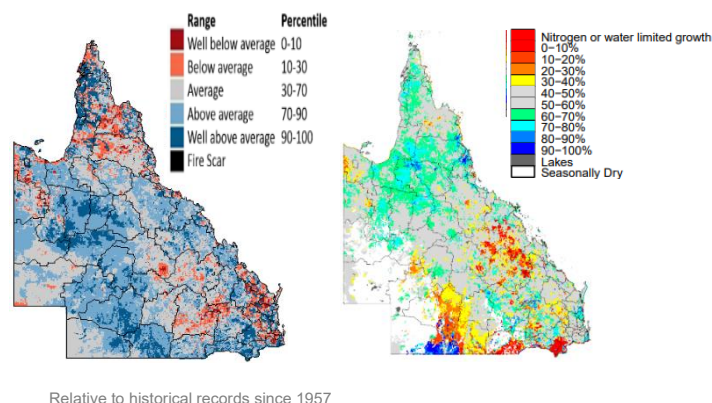 Range Percentile
Well below average 0-10
Below average 10-30
Average 30-70
Above average 70-90
Well above average 90-100
Fire Scar
Nitrogen or water limited growth
0−10%
10−20%
20−30%
30−40%
40−50%
50−60%
60−70%
70−80%
80−90%
90−100%
Lakes
Seasonally Dry
Relative to historical records since 1957